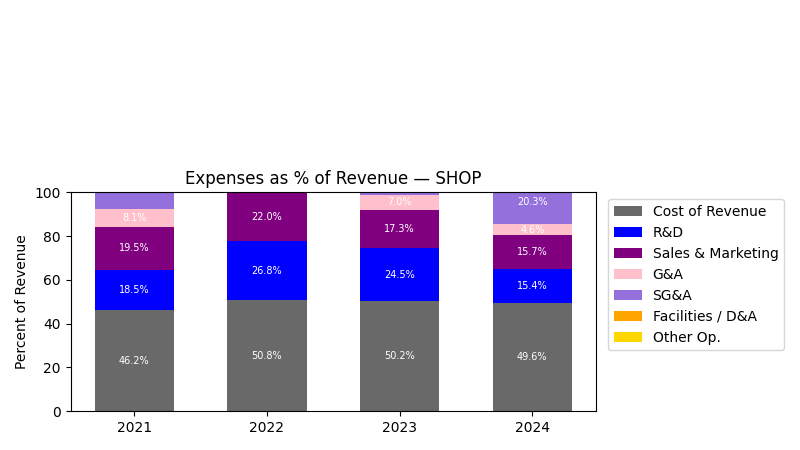 Expenses as % of Revenue — SHOP
Percent of Revenue
100
80
60
40
20
0
8.1%
19.5%
18.5%
46.2%
22.0%
26.8%
50.8%
7.0%
17.3%
24.5%
50.2%
20.3%
4.6%
15.7%
15.4%
49.6%
2021
2022
2023
2024
Cost of Revenue
R&D
Sales & Marketing
G&A
SG&A
Facilities / D&A
Other Op.